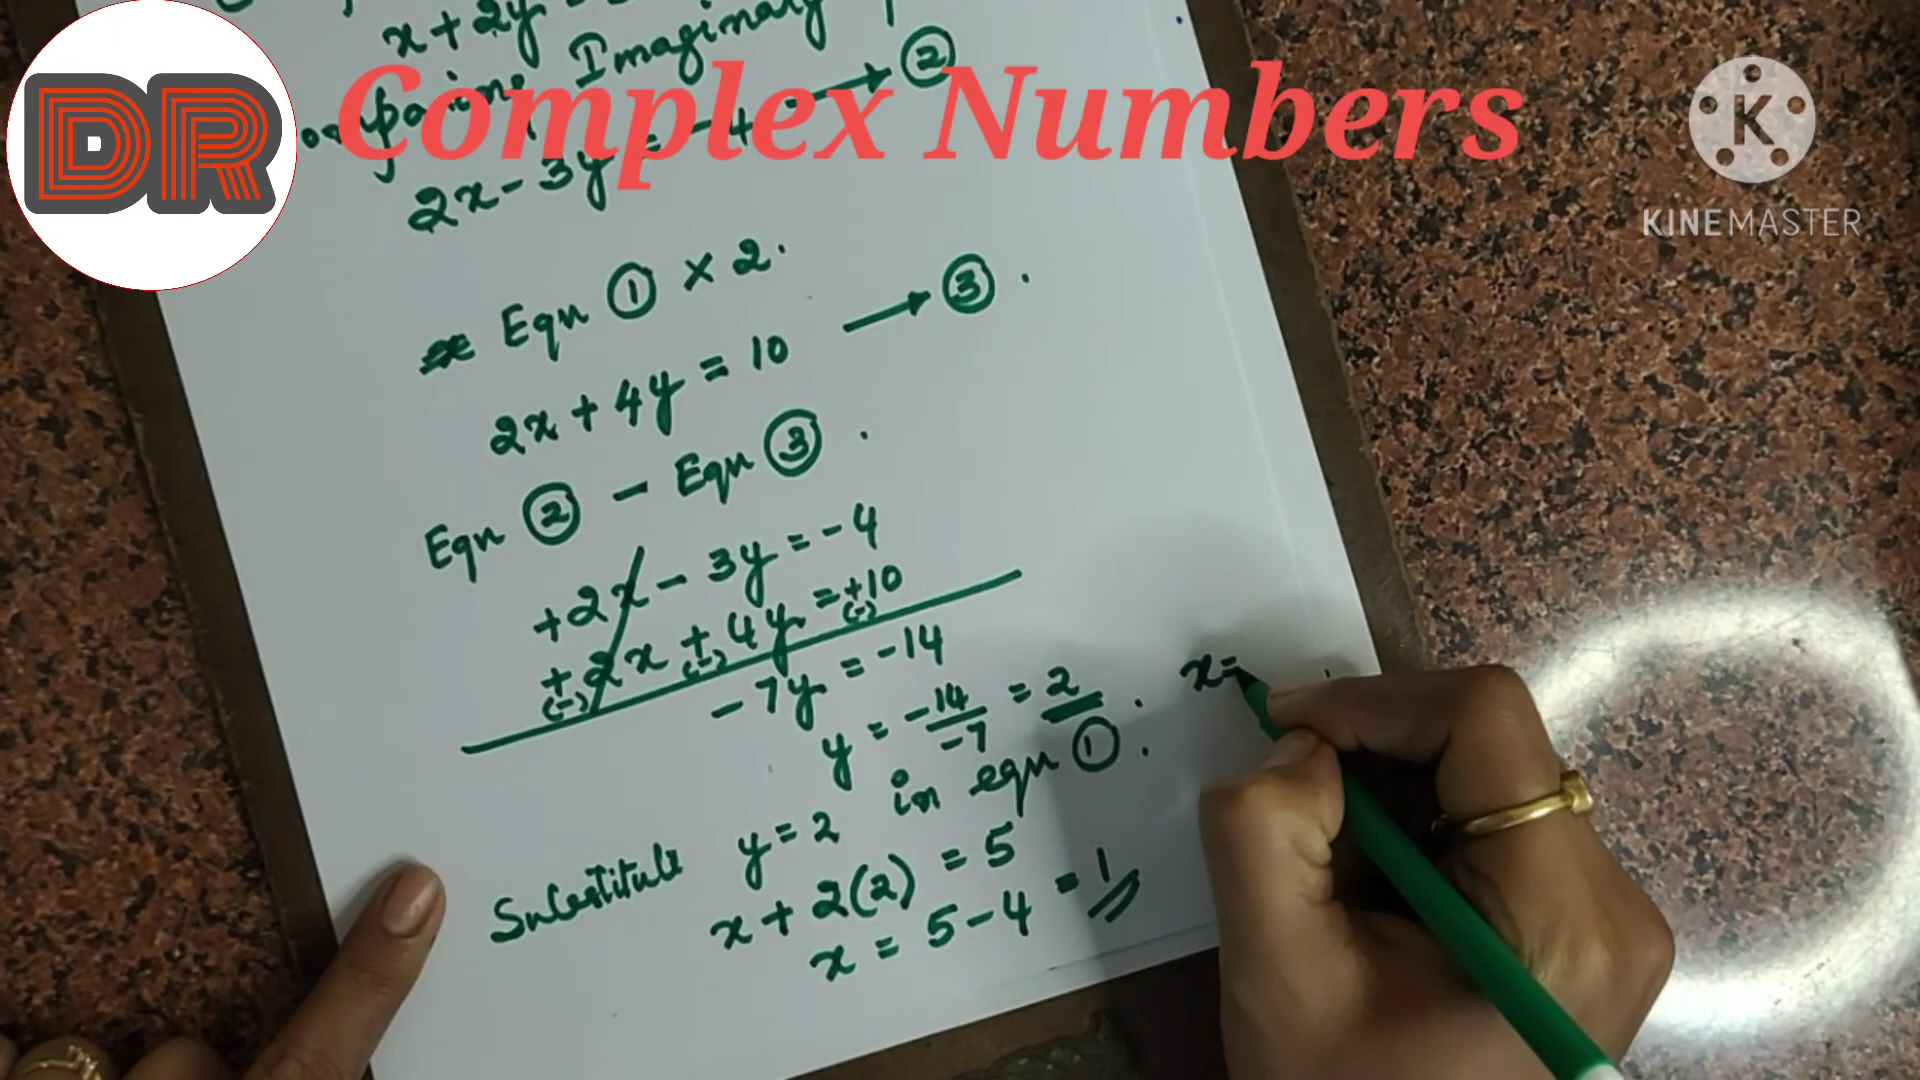 x + 2y
Comparing Imaginary
2x - 3y = -4 → ②
DR
Complex Numbers
K
KINEMASTER
Eqn ① × 2.
2x + 4y = 10 → ③.
Eqn ② - Eqn ③.
+2x - 3y = -4
+2x + 4y = +10
(-) (-) (-)
-7y = -14
y = -14/-7 = 2.
Substitute y = 2 in eqn ①.
x + 2(2) = 5
x = 5 - 4 = 1
x =